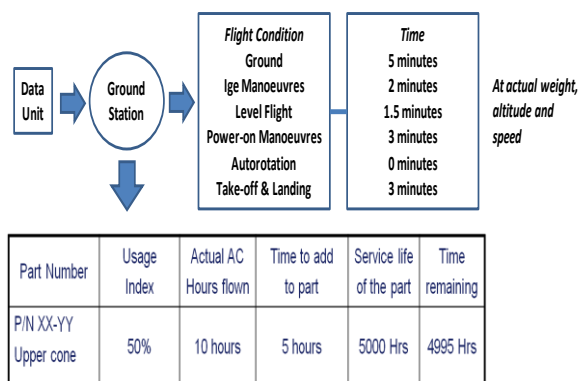 Data
Unit
Ground
Station
Flight Condition
Ground
Ige Manoeuvres
Level Flight
Power-on Manoeuvres
Autorotation
Take-off & Landing
Time
5 minutes
2 minutes
1.5 minutes
3 minutes
0 minutes
3 minutes
At actual weight,
altitude and
speed
Part Number
Usage
Index
Actual AC
Hours flown
Time to add
to part
Service life
of the part
Time
remaining
P/N XX-YY
Upper cone
50%
10 hours
5 hours
5000 Hrs
4995 Hrs